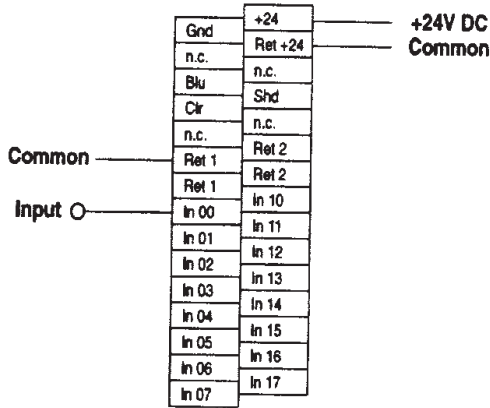 +24 +24V DC
Gnd Ret +24 Common
n.c. n.c.
Blu Shd
Clr n.c.
n.c. Ret 2
Common Ret 1 Ret 2
Ret 1 In 10
Input In 00 In 11
In 01 In 12
In 02 In 13
In 03 In 14
In 04 In 15
In 05 In 16
In 06 In 17
In 07